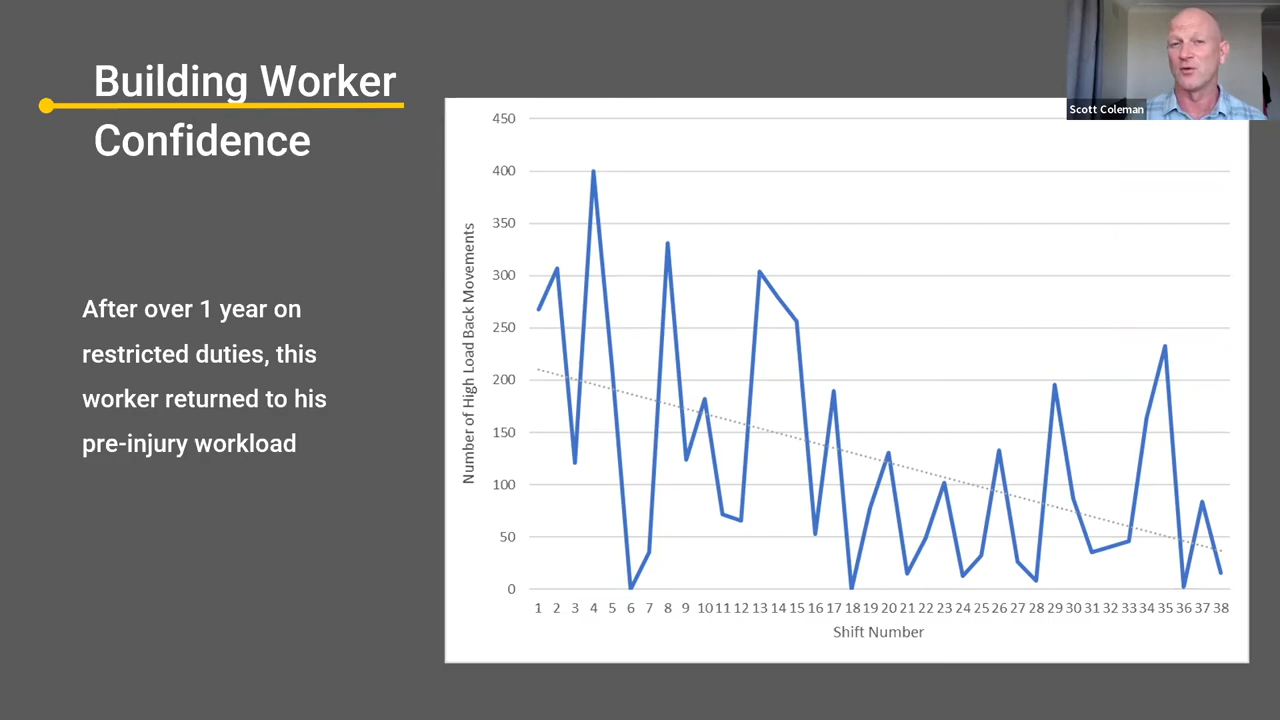 Building Worker
Confidence
Scott Coleman
After over 1 year on
restricted duties, this
worker returned to his
pre-injury workload
Number of High Load Back Movements
450
400
350
300
250
200
150
100
50
0
1 2 3 4 5 6 7 8 9 10 11 12 13 14 15 16 17 18 19 20 21 22 23 24 25 26 27 28 29 30 31 32 33 34 35 36 37 38
Shift Number